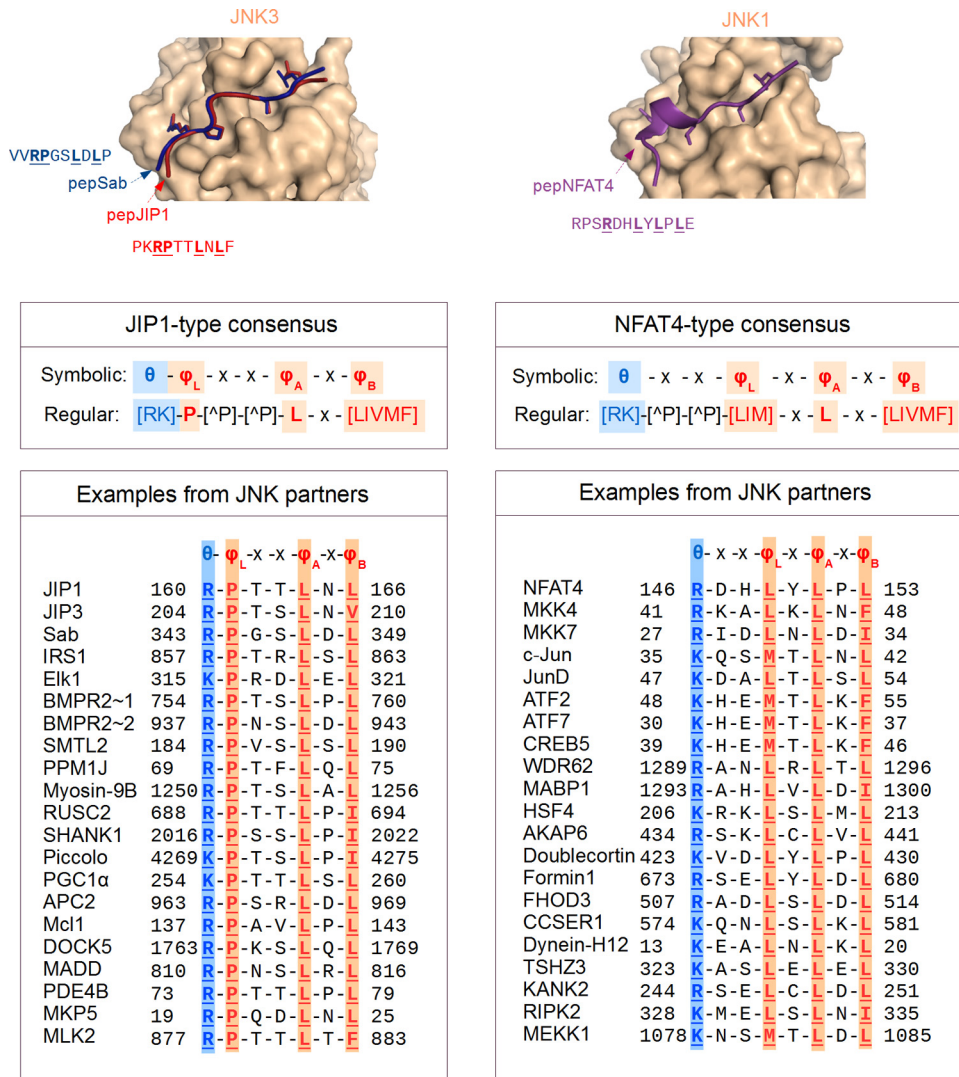 JNK3
VVRPGSLDLP
pepSab
pepJIP1
PKRPTTLNLF
JNK1
pepNFAT4
RPSRDHLYLPLE
JIP1-type consensus
Symbolic: θ - φL - x - x - φA - x - φB
Regular: [RK]-P-[^P]-[^P]- L - x - [LIVMF]
NFAT4-type consensus
Symbolic: θ - x - x - φL - x - φA - x - φB
Regular: [RK]-[^P]-[^P]-[LIM] - x - L - x - [LIVMF]
Examples from JNK partners
θ- φL-x - x -φA-x-φB
JIP1 160 R-P-T-T-L-N-L 166
JIP3 204 R-P-T-S-L-N-V 210
Sab 343 R-P-G-S-L-D-L 349
IRS1 857 R-P-T-R-L-S-L 863
Elk1 315 K-P-R-D-L-E-L 321
BMPR2~1 754 R-P-T-S-L-P-L 760
BMPR2~2 937 R-P-N-S-L-D-L 943
SMTL2 184 R-P-V-S-L-S-L 190
PPM1J 69 R-P-T-F-L-Q-L 75
Myosin-9B 1250 R-P-T-S-L-A-L 1256
RUSC2 688 R-P-T-S-L-P-I 694
SHANK1 2016 R-P-S-S-L-P-I 2022
Piccolo 4269 K-P-T-S-L-P-I 4275
PGC1α 254 K-P-T-T-L-S-L 260
APC2 963 R-P-S-R-L-D-L 969
Mcl1 137 R-P-A-V-L-P-L 143
DOCK5 1763 R-P-K-S-L-Q-L 1769
MADD 810 R-P-N-S-L-R-L 816
PDE4B 73 R-P-T-T-L-P-L 79
MKP5 19 R-P-Q-D-L-N-L 25
MLK2 877 R-P-T-T-L-T-F 883
Examples from JNK partners
θ- x - x -φL-x -φA-x -φB
NFAT4 146 R-D-H-L-Y-L-P-L 153
MKK4 41 R-K-A-L-K-L-N-F 48
MKK7 27 R-I-D-L-N-L-D-I 34
c-Jun 35 K-Q-S-M-T-L-N-L 42
JunD 47 K-D-A-L-T-L-S-L 54
ATF2 48 K-H-E-M-T-L-K-F 55
ATF7 30 K-H-E-M-T-L-K-F 37
CREB5 39 K-H-E-M-T-L-K-F 46
WDR62 1289 R-A-N-L-R-L-T-L 1296
MABP1 1293 R-A-H-L-V-L-D-I 1300
HSF4 206 K-R-K-L-S-L-M-L 213
AKAP6 434 R-S-K-L-C-L-V-L 441
Doublecortin 423 K-V-D-L-Y-L-P-L 430
Formin1 673 R-S-E-L-Y-L-D-L 680
FHOD3 507 R-A-D-L-S-L-D-L 514
CCSER1 574 K-Q-N-L-S-L-K-L 581
Dynein-H12 13 K-E-A-L-N-L-K-L 20
TSHZ3 323 K-A-S-L-E-L-E-L 330
KANK2 244 R-S-E-L-C-L-D-L 251
RIPK2 328 K-M-E-L-S-L-N-I 335
MEKK1 1078 K-N-S-M-T-L-D-L 1085